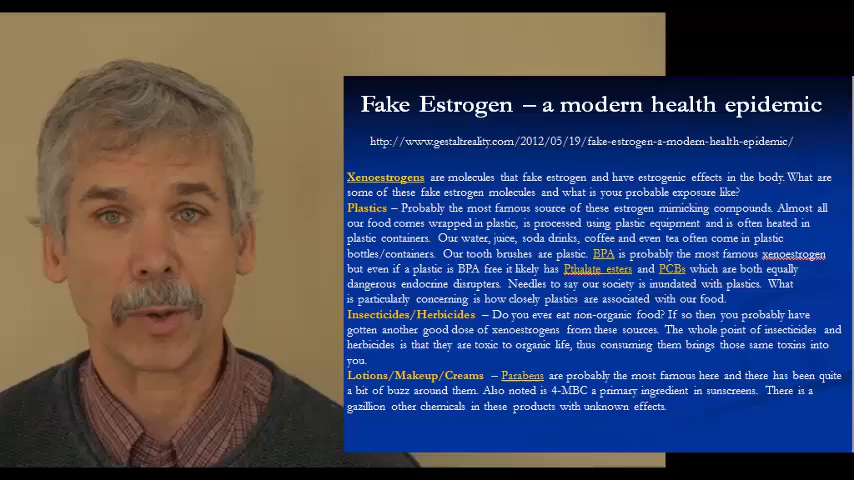 Fake Estrogen – a modern health epidemic
http://www.gestaltreality.com/2012/05/19/fake-estrogen-a-modern-health-epidemic/
Xenoestrogens are molecules that fake estrogen and have estrogenic effects in the body. What are
some of these fake estrogen molecules and what is your probable exposure like?
Plastics – Probably the most famous source of these estrogen mimicking compounds. Almost all
our food comes wrapped in plastic, is processed using plastic equipment and is often heated in
plastic containers. Our water, juice, soda drinks, coffee and even tea often come in plastic
bottles/containers. Our tooth brushes are plastic. BPA is probably the most famous xenoestrogen
but even if a plastic is BPA free it likely has Pthalate esters and PCBs which are both equally
dangerous endocrine disrupters. Needles to say our society is inundated with plastics. What
is particularly concerning is how closely plastics are associated with our food.
Insecticides/Herbicides – Do you ever eat non-organic food? If so then you probably have
gotten another good dose of xenoestrogens from these sources. The whole point of insecticides and
herbicides is that they are toxic to organic life, thus consuming them brings those same toxins into
you.
Lotions/Makeup/Creams – Parabens are probably the most famous here and there has been quite
a bit of buzz around them. Also noted is 4-MBC a primary ingredient in sunscreens. There is a
gazillion other chemicals in these products with unknown effects.